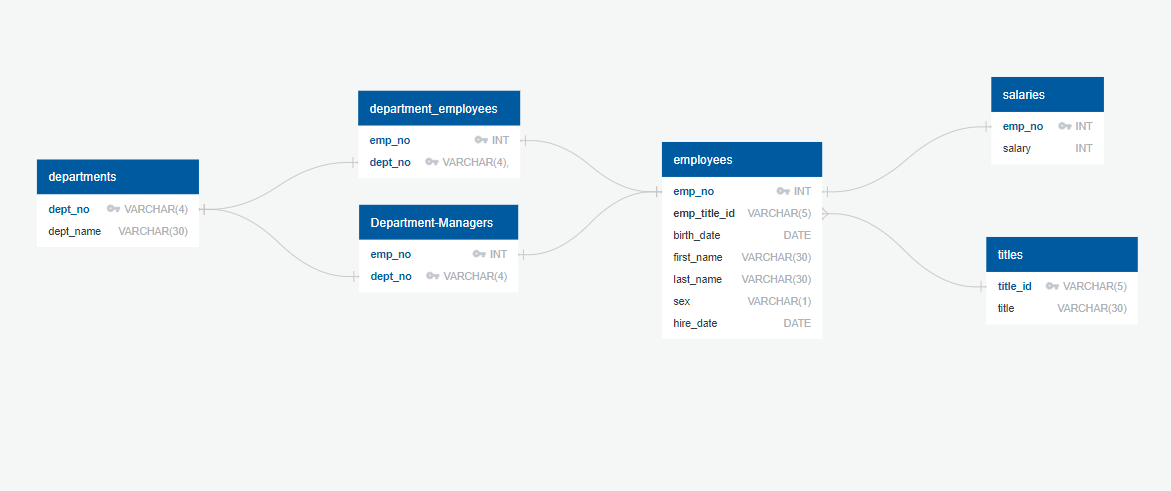 departments
dept_no VARCHAR(4)
dept_name VARCHAR(30)
department_employees
emp_no INT
dept_no VARCHAR(4),
Department-Managers
emp_no INT
dept_no VARCHAR(4)
employees
emp_no INT
emp_title_id VARCHAR(5)
birth_date DATE
first_name VARCHAR(30)
last_name VARCHAR(30)
sex VARCHAR(1)
hire_date DATE
salaries
emp_no INT
salary INT
titles
title_id VARCHAR(5)
title VARCHAR(30)